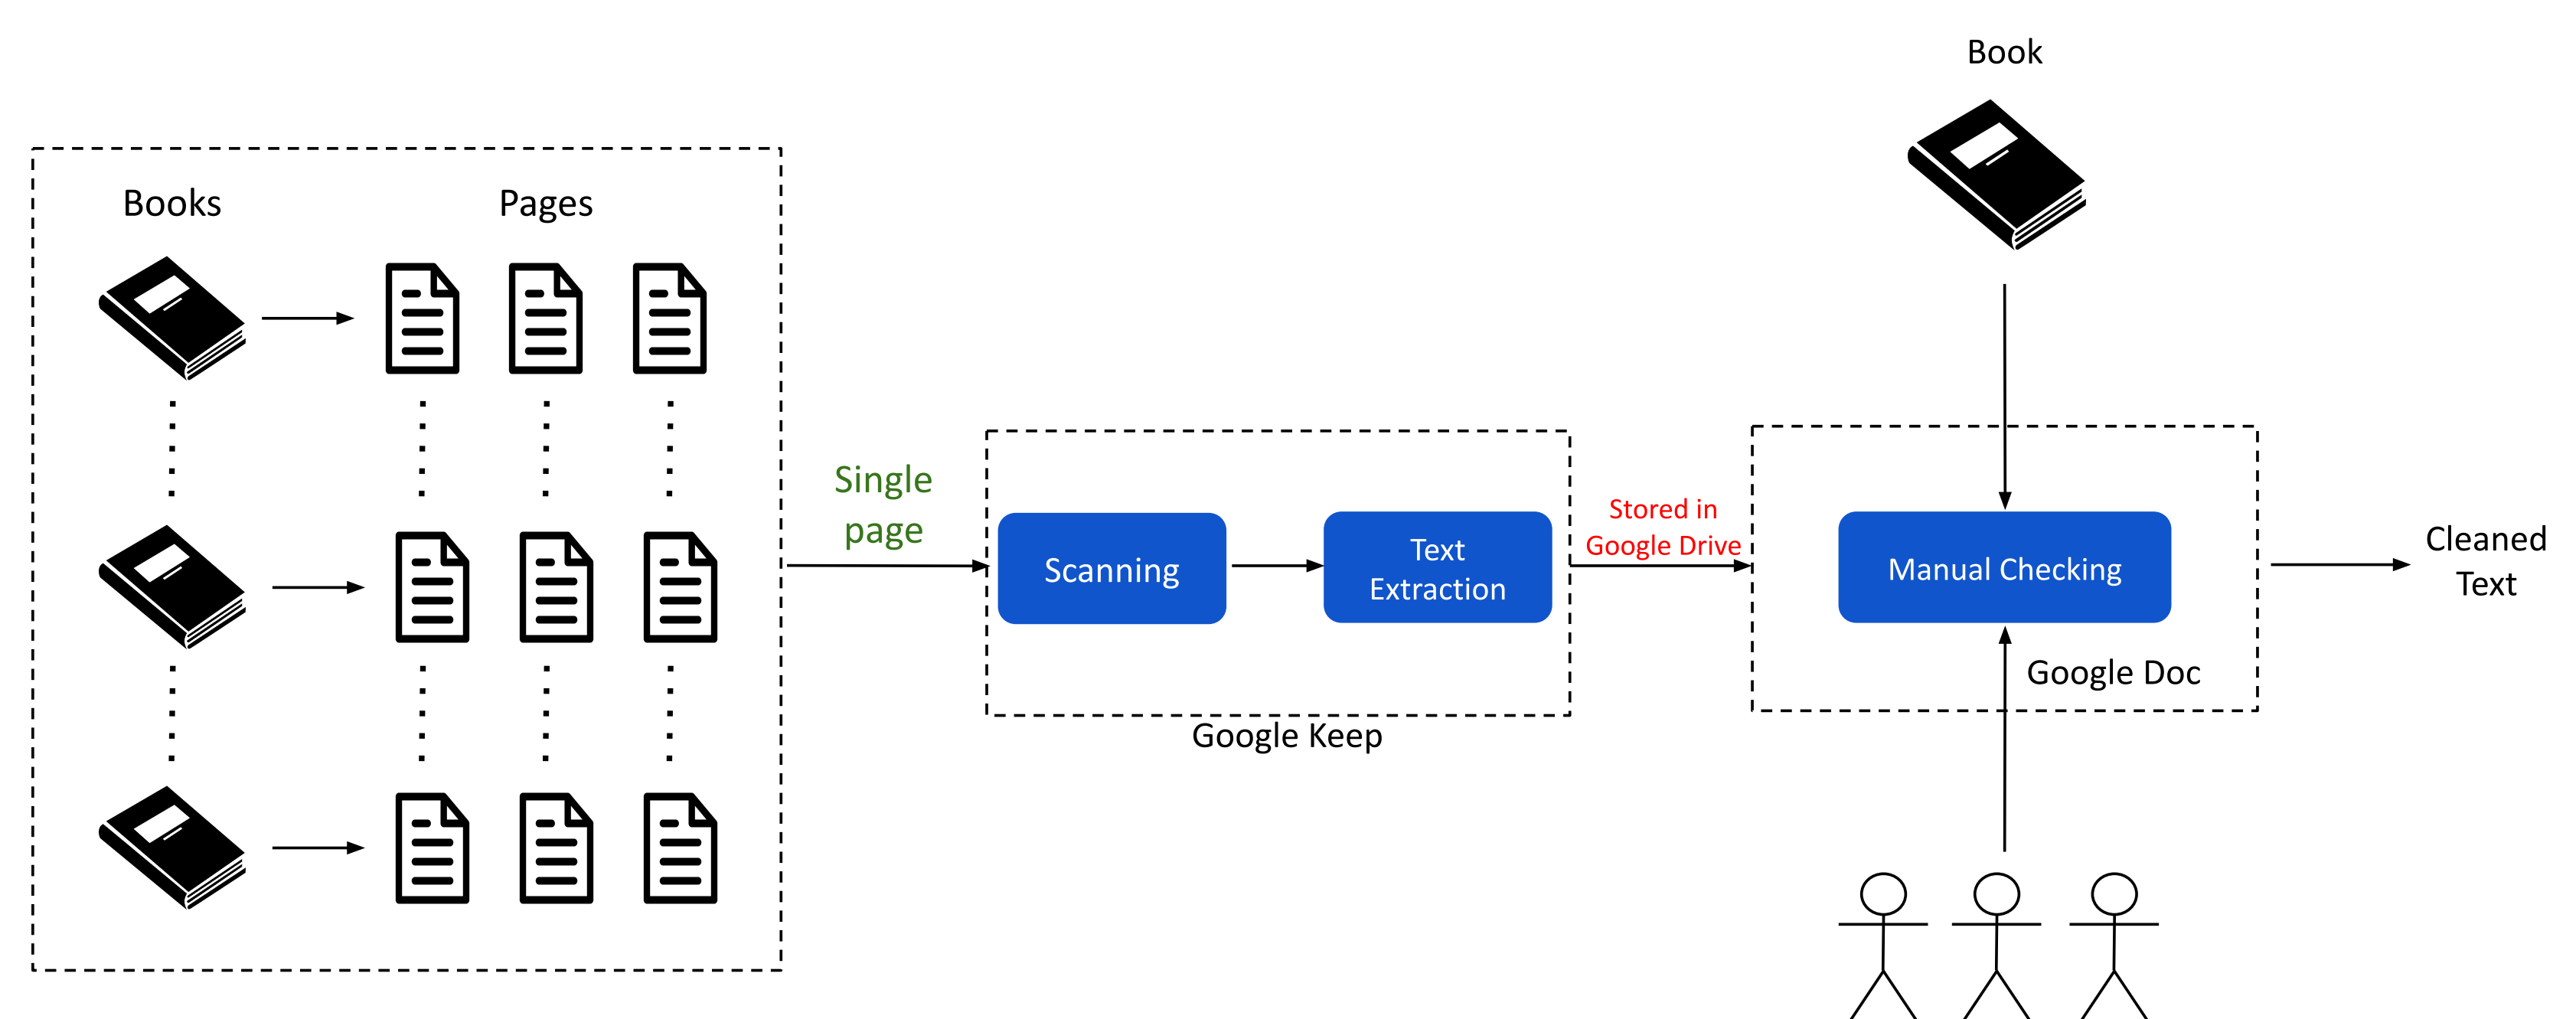 Book
Books
Pages
Single
page
Scanning
Text
Extraction
Google Keep
Stored in
Google Drive
Manual Checking
Google Doc
Cleaned
Text